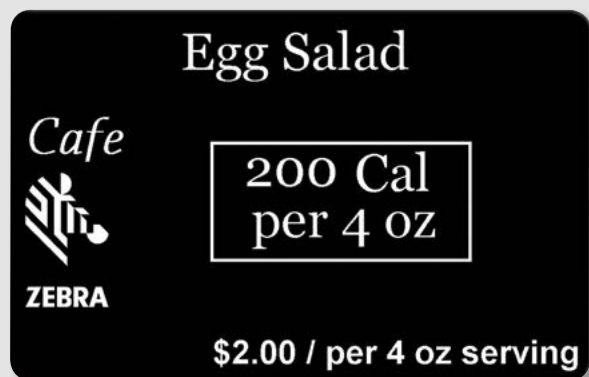 Egg Salad
Cafe
200 Cal
per 4 oz
ZEBRA
$2.00 / per 4 oz serving